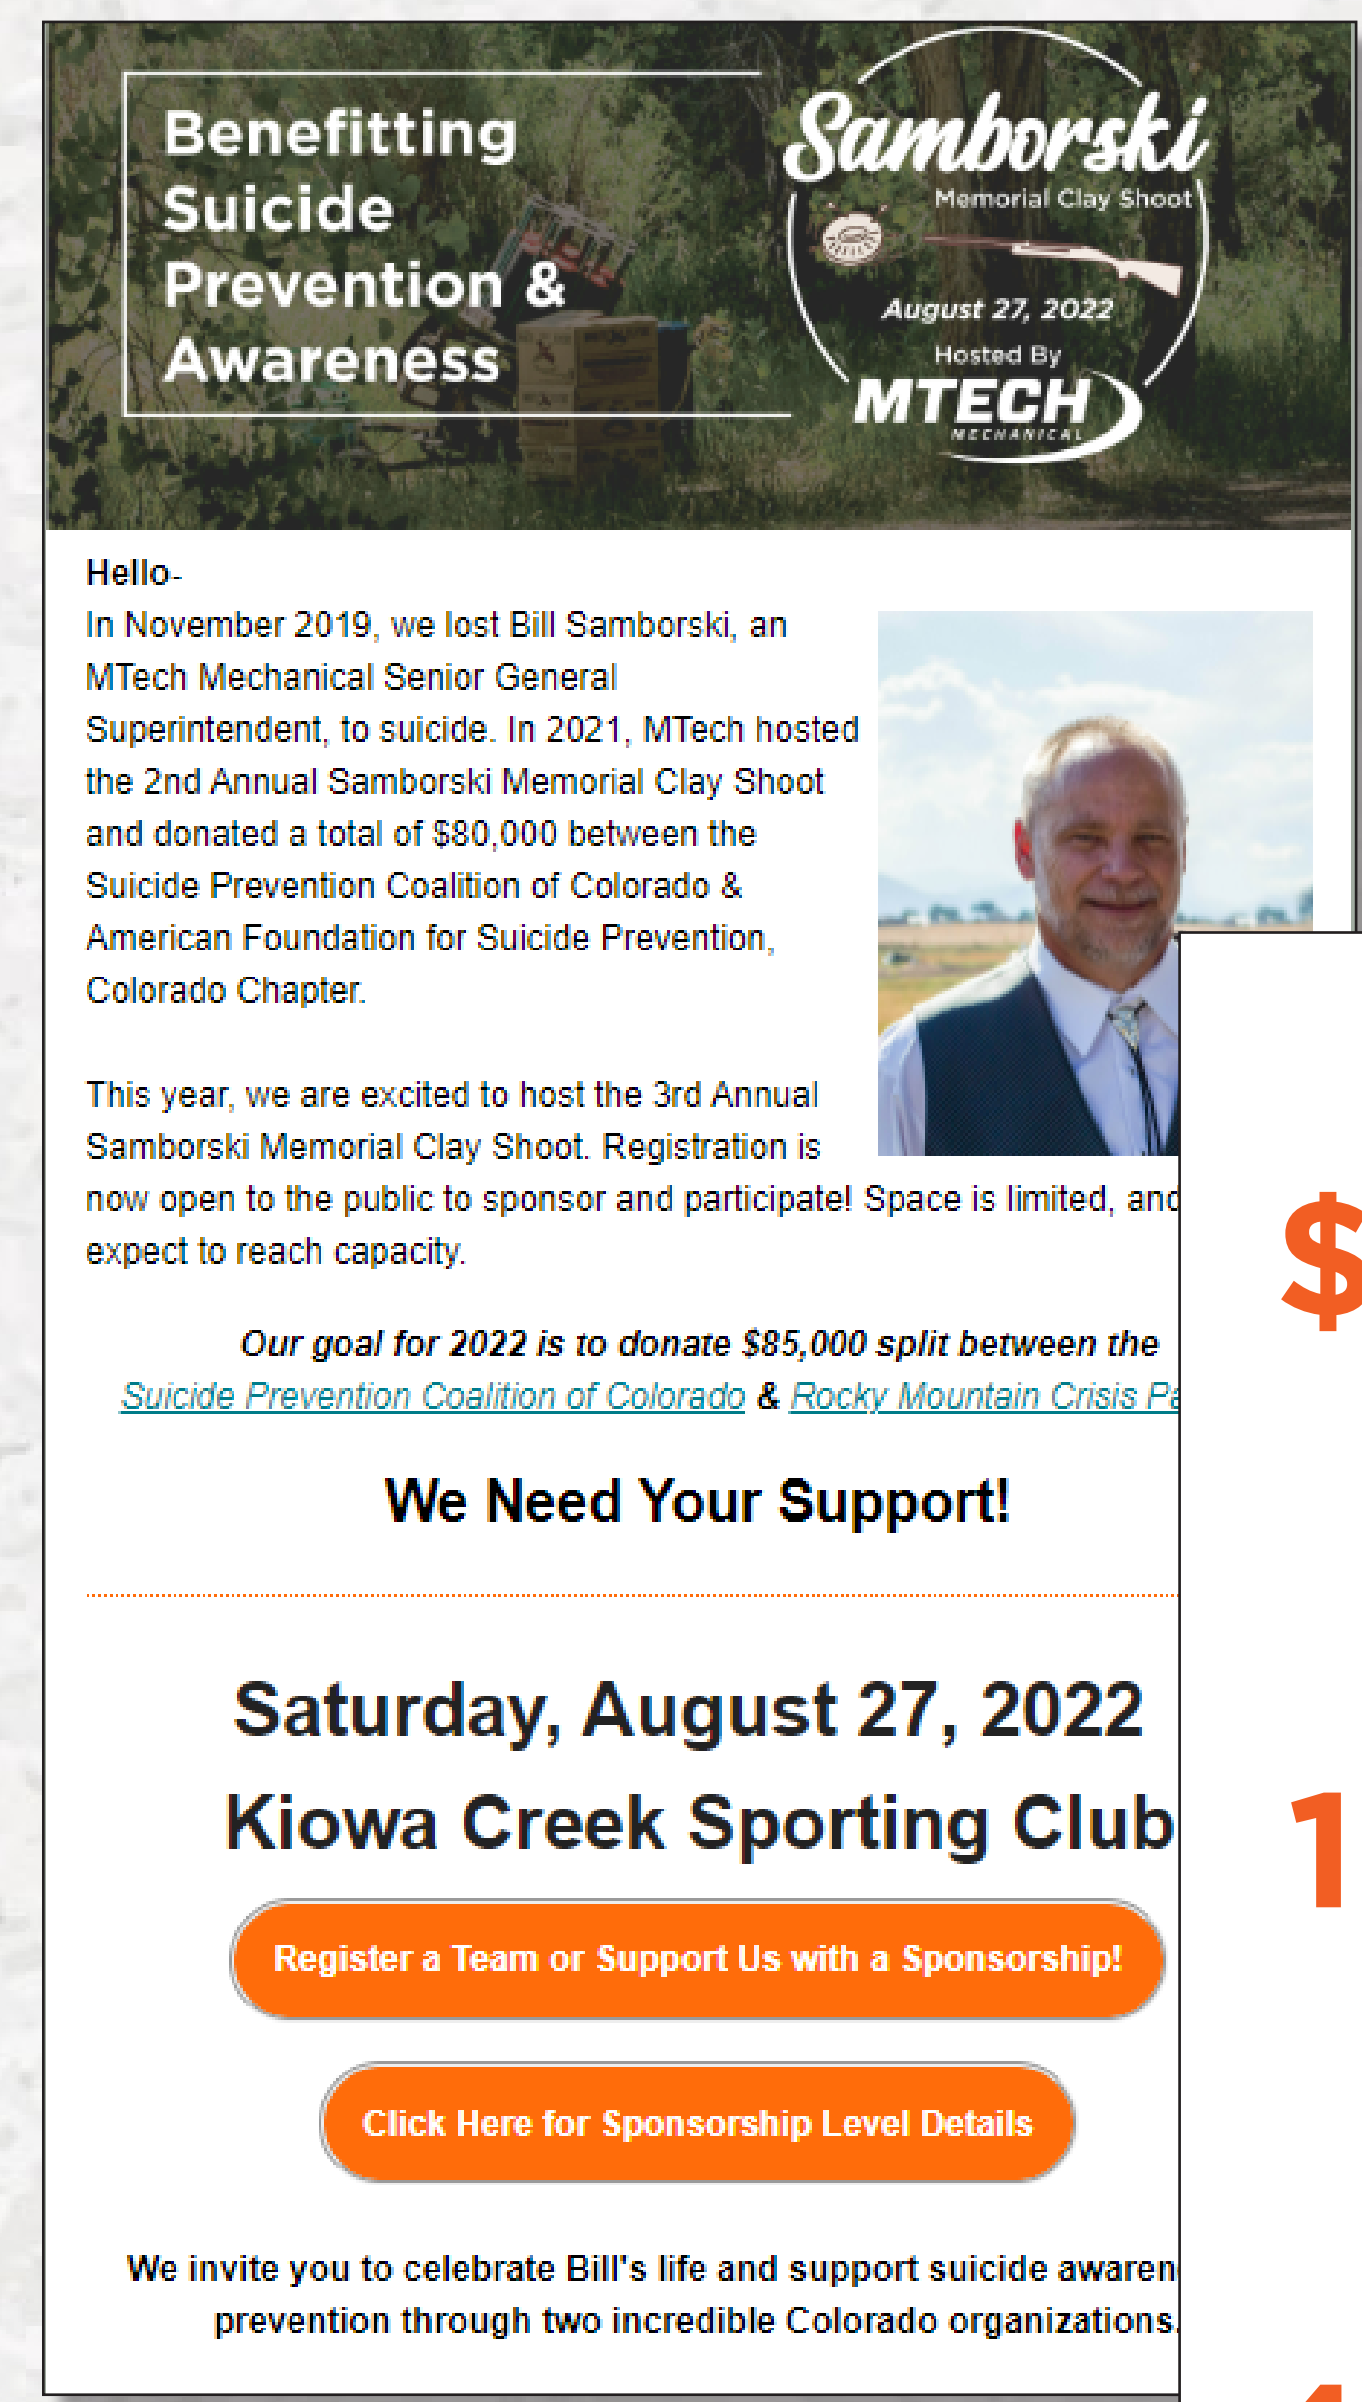 Benefitting
Suicide
Prevention &
Awareness
Samborski
Memorial Clay Shoot
August 27, 2022
Hosted By
MTECH
MECHANICAL
Hello-
In November 2019, we lost Bill Samborski, an
MTech Mechanical Senior General
Superintendent, to suicide. In 2021, MTech hosted
the 2nd Annual Samborski Memorial Clay Shoot
and donated a total of $80,000 between the
Suicide Prevention Coalition of Colorado &
American Foundation for Suicide Prevention,
Colorado Chapter.
This year, we are excited to host the 3rd Annual
Samborski Memorial Clay Shoot. Registration is
now open to the public to sponsor and participate! Space is limited, and
expect to reach capacity.
Our goal for 2022 is to donate $85,000 split between the
Suicide Prevention Coalition of Colorado & Rocky Mountain Crisis Pa
We Need Your Support!
Saturday, August 27, 2022
Kiowa Creek Sporting Club
Register a Team or Support Us with a Sponsorship!
Click Here for Sponsorship Level Details
We invite you to celebrate Bill's life and support suicide awaren
prevention through two incredible Colorado organizations.
$
1